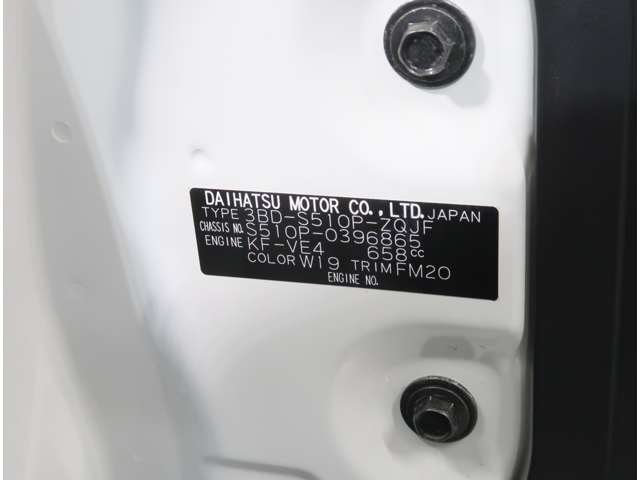 DAIHATSU MOTOR CO.,LTD. JAPAN
TYPE 3BD-S510P-ZQJF
CHASSIS NO. S510P-0396865
ENGINE KF-VE4 658cc
COLOR W19 TRIM FM20
ENGINE NO.